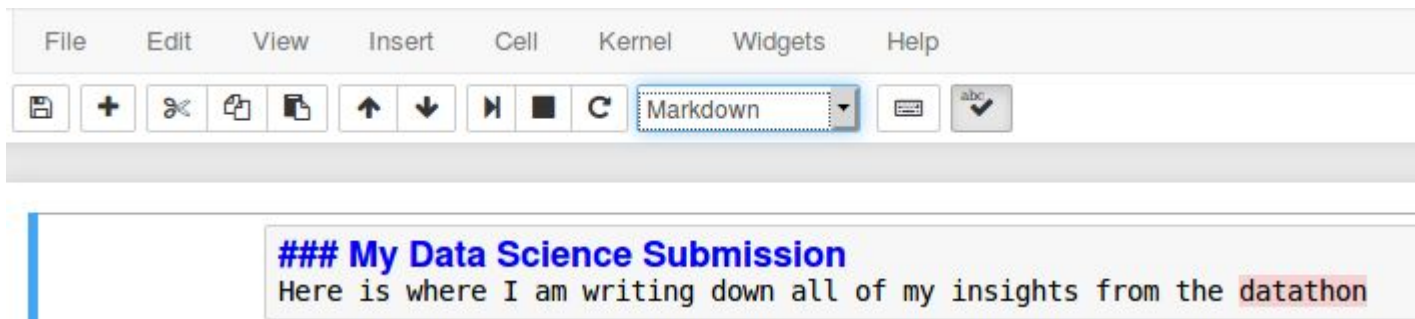 File Edit View Insert Cell Kernel Widgets Help
Markdown abc
### My Data Science Submission
Here is where I am writing down all of my insights from the datathon